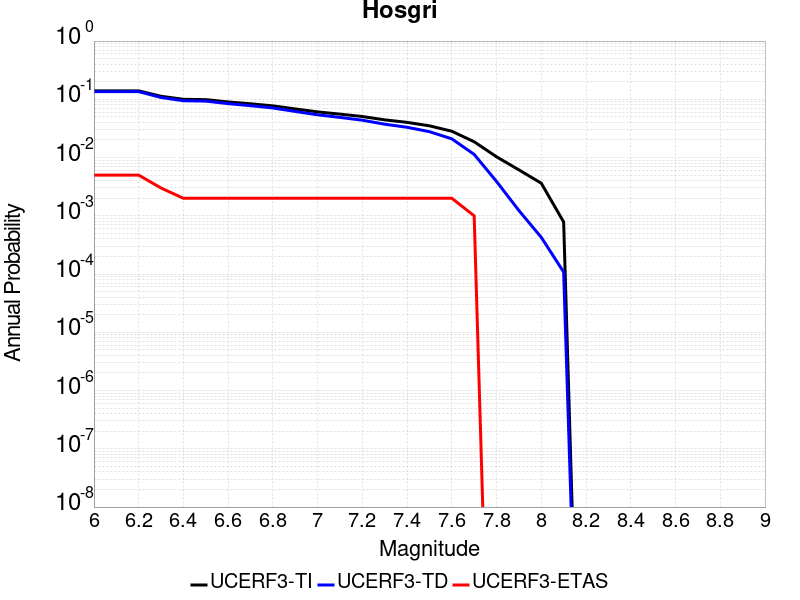 Hosgri
10^0
10^-1
10^-2
10^-3
10^-4
10^-5
10^-6
10^-7
10^-8
Annual Probability
6 6.2 6.4 6.6 6.8 7 7.2 7.4 7.6 7.8 8 8.2 8.4 8.6 8.8 9
Magnitude
UCERF3-TI UCERF3-TD UCERF3-ETAS